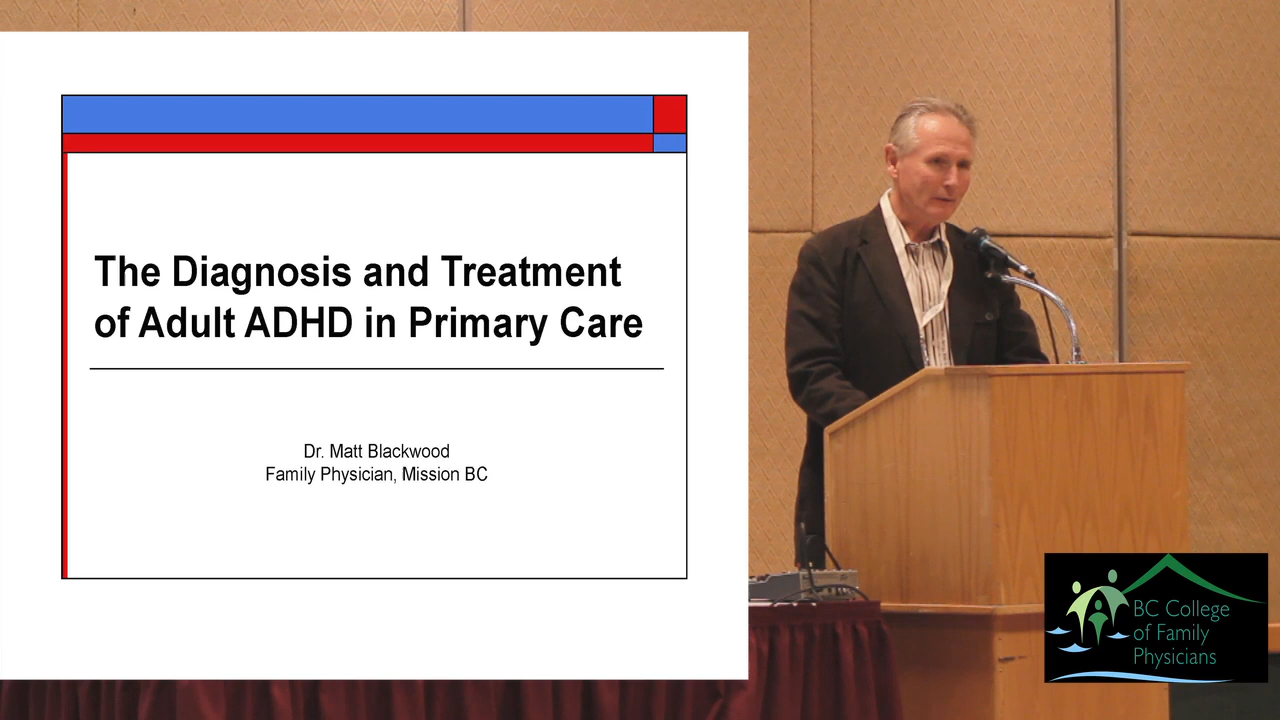 The Diagnosis and Treatment
of Adult ADHD in Primary Care
Dr. Matt Blackwood
Family Physician, Mission BC
BC College
of Family
Physicians